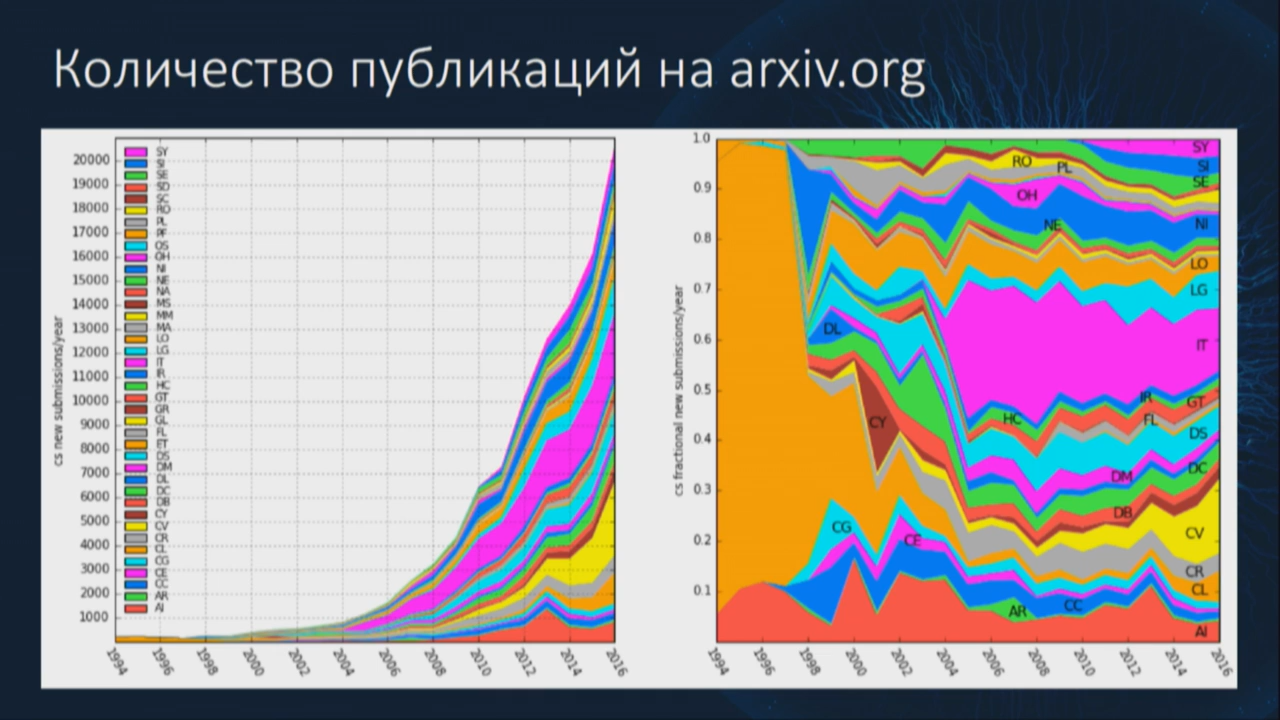 Количество публикаций на arxiv.org
cs new submissions/year
20000
19000
18000
17000
16000
15000
14000
13000
12000
11000
10000
9000
8000
7000
6000
5000
4000
3000
2000
1000
SY
SI
SE
SD
SC
RO
PL
PF
OS
OH
NI
NE
NA
MS
MM
MA
LO
LG
IT
IR
HC
GT
GR
GL
FL
ET
DS
DM
DL
DC
DB
CY
CV
CR
CL
CG
CE
CC
AR
AI
1994 1996 1998 2000 2002 2004 2006 2008 2010 2012 2014 2016
cs fractional new submissions/year
1.0
0.9
0.8
0.7
0.6
0.5
0.4
0.3
0.2
0.1
SY
RO
PL
SI
SE
OH
NE
NI
LO
LG
DL
IT
IR
GT
HC
FL
CY
DS
DM
DC
DB
CG
CE
CV
CR
CL
AR
CC
AI
1994 1996 1998 2000 2002 2004 2006 2008 2010 2012 2014 2016